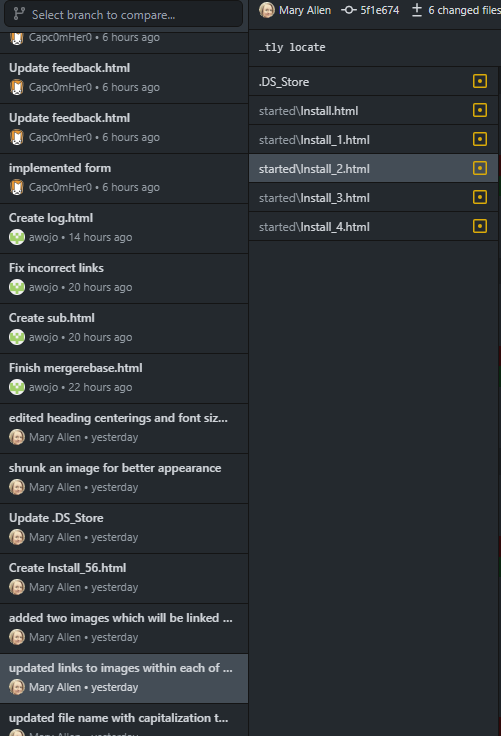 Select branch to compare...
Capc0mHer0 • 6 hours ago
Update feedback.html
Capc0mHer0 • 6 hours ago
Update feedback.html
Capc0mHer0 • 6 hours ago
implemented form
Capc0mHer0 • 6 hours ago
Create log.html
awojo • 14 hours ago
Fix incorrect links
awojo • 20 hours ago
Create sub.html
awojo • 20 hours ago
Finish mergerebase.html
awojo • 22 hours ago
edited heading centerings and font siz...
Mary Allen • yesterday
shrunk an image for better appearance
Mary Allen • yesterday
Update .DS_Store
Mary Allen • yesterday
Create Install_56.html
Mary Allen • yesterday
added two images which will be linked ...
Mary Allen • yesterday
updated links to images within each of ...
Mary Allen • yesterday
updated file name with capitalization t...
Mary Allen • yesterday
Mary Allen 5f1e674 6 changed files
…tly locate
.DS_Store
started\Install.html
started\Install_1.html
started\Install_2.html
started\Install_3.html
started\Install_4.html